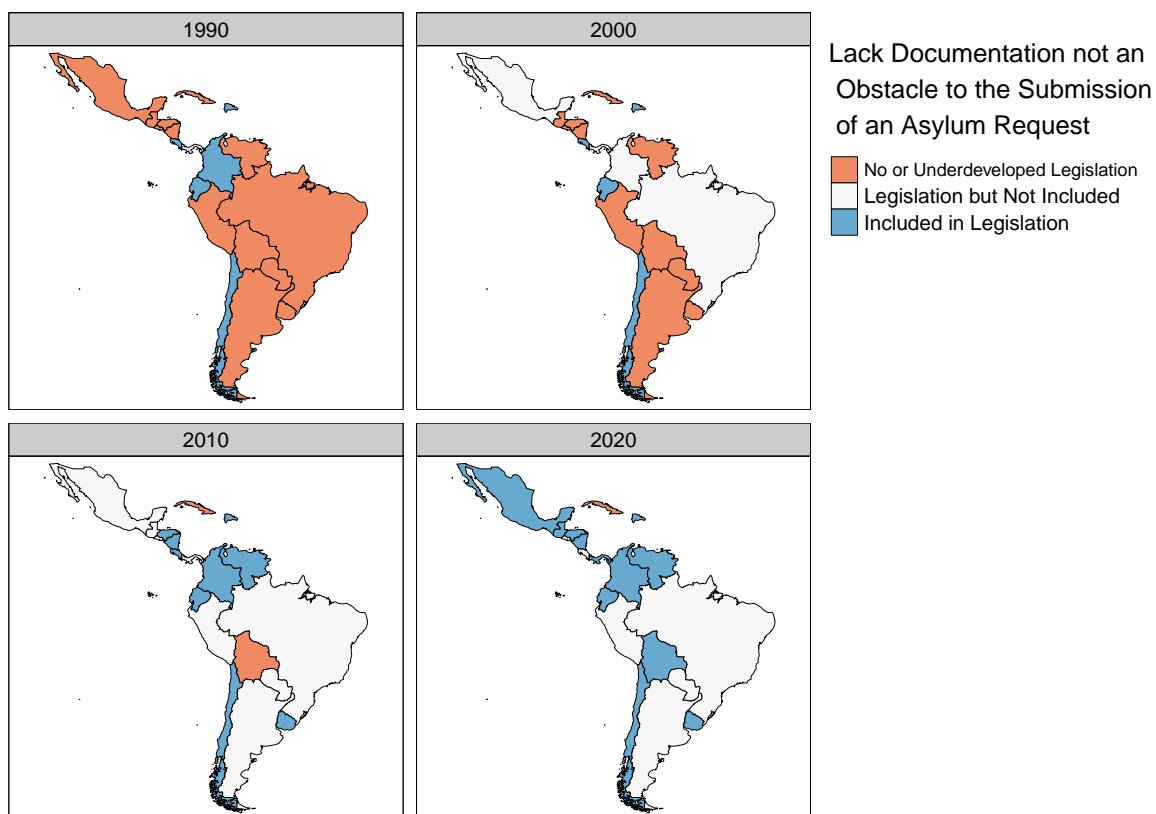 1990
2000
Lack Documentation not an
Obstacle to the Submission
of an Asylum Request
No or Underdeveloped Legislation
Legislation but Not Included
Included in Legislation
2010
2020